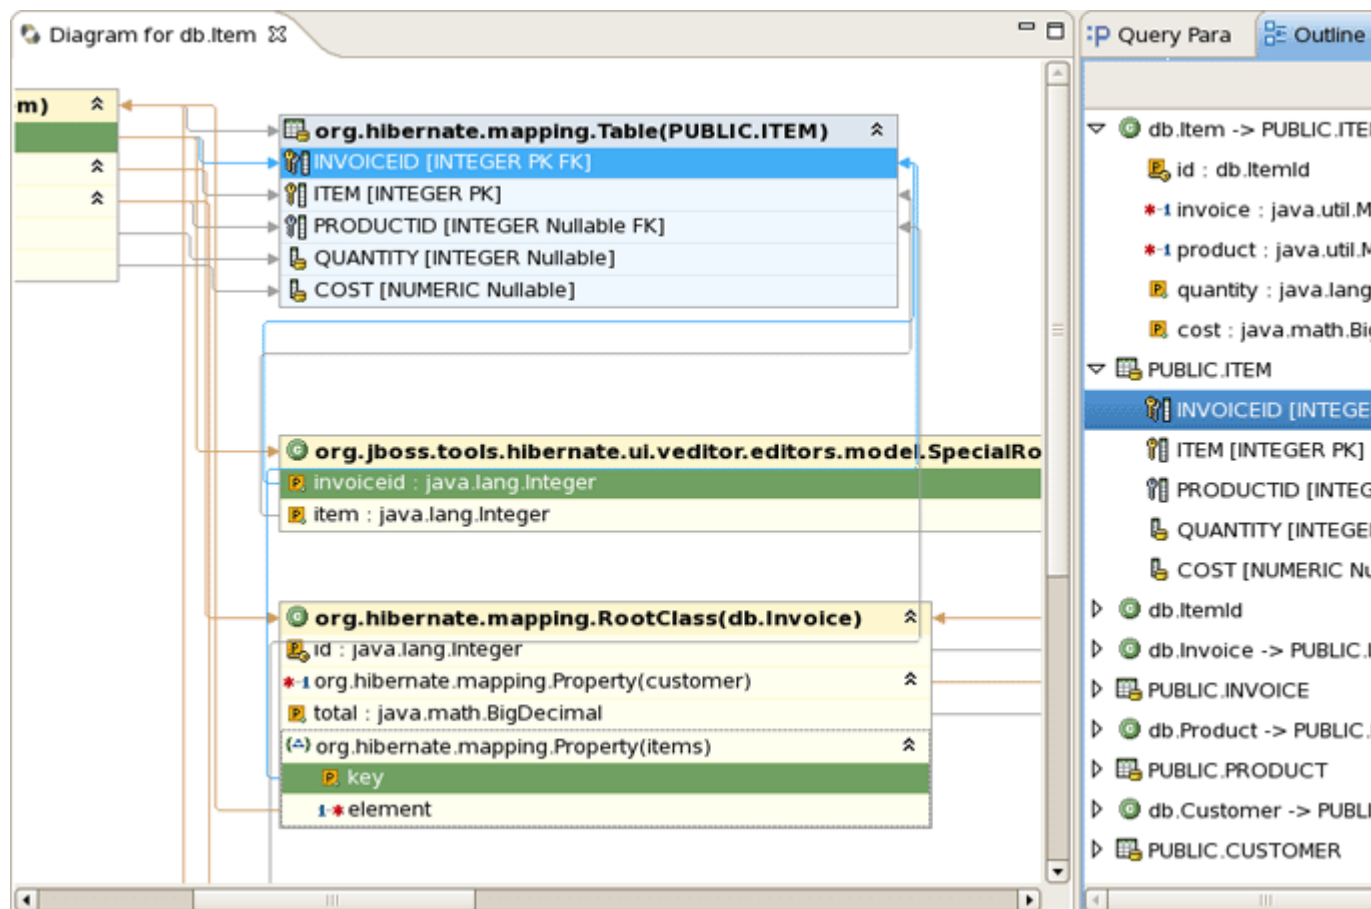 Diagram for db.Item
m)
org.hibernate.mapping.Table(PUBLIC.ITEM)
INVOICEID [INTEGER PK FK]
ITEM [INTEGER PK]
PRODUCTID [INTEGER Nullable FK]
QUANTITY [INTEGER Nullable]
COST [NUMERIC Nullable]
org.jboss.tools.hibernate.ui.veditor.editors.model.SpecialRo
invoiceid : java.lang.Integer
item : java.lang.Integer
org.hibernate.mapping.RootClass(db.Invoice)
id : java.lang.Integer
org.hibernate.mapping.Property(customer)
total : java.math.BigDecimal
org.hibernate.mapping.Property(items)
key
element
Query Para
Outline
db.Item -> PUBLIC.ITE
id : db.ItemId
invoice : java.util.M
product : java.util.M
quantity : java.lang
cost : java.math.Bi
PUBLIC.ITEM
INVOICEID [INTEGE
ITEM [INTEGER PK]
PRODUCTID [INTEG
QUANTITY [INTEGE
COST [NUMERIC Nu
db.ItemId
db.Invoice -> PUBLIC.I
PUBLIC.INVOICE
db.Product -> PUBLIC.
PUBLIC.PRODUCT
db.Customer -> PUBLI
PUBLIC.CUSTOMER